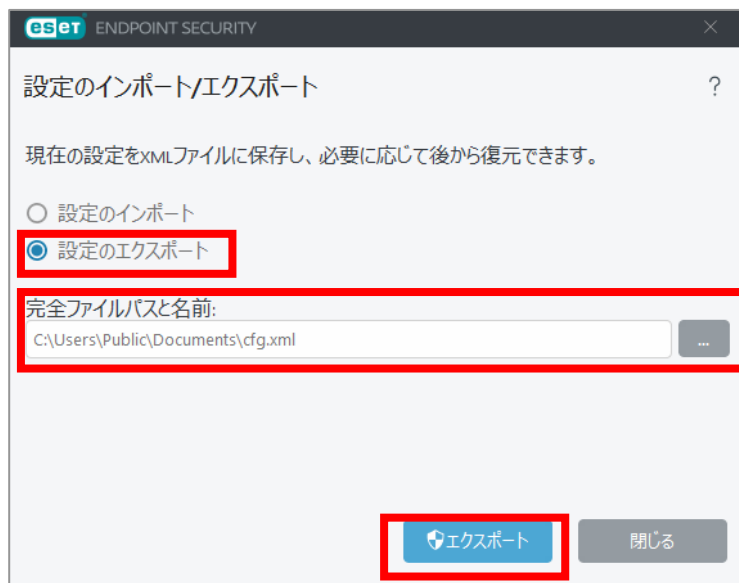 eset ENDPOINT SECURITY
設定のインポート/エクスポート
?
現在の設定をXMLファイルに保存し、必要に応じて後から復元できます。
設定のインポート
設定のエクスポート
完全ファイルパスと名前:
C:\Users\Public\Documents\cfg.xml
...
エクスポート
閉じる